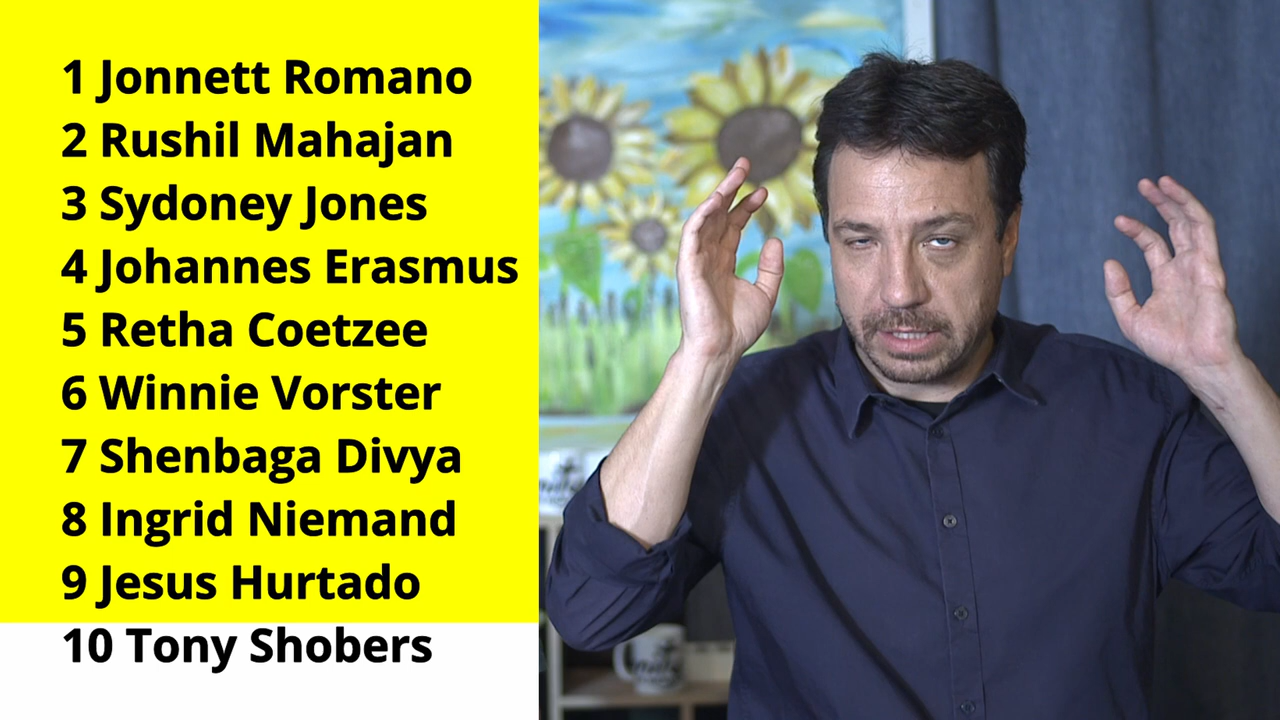 1 Jonnett Romano
2 Rushil Mahajan
3 Sydoney Jones
4 Johannes Erasmus
5 Retha Coetzee
6 Winnie Vorster
7 Shenbaga Divya
8 Ingrid Niemand
9 Jesus Hurtado
10 Tony Shobers